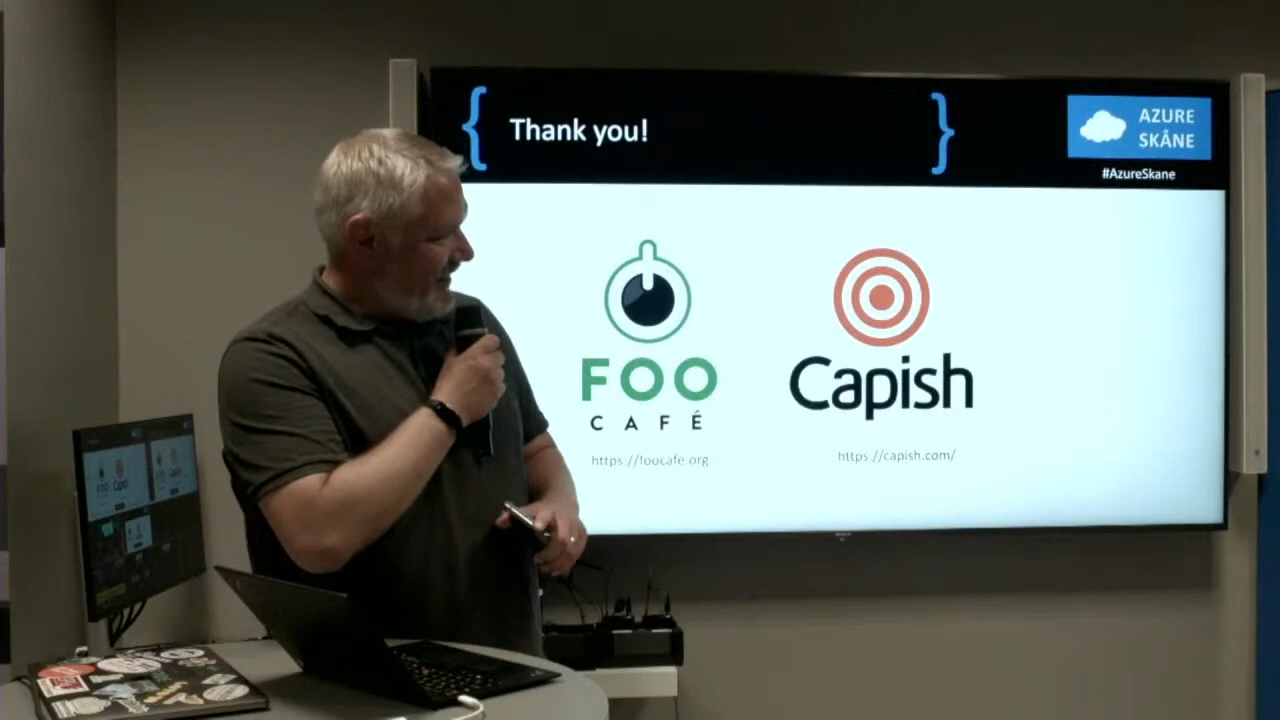 { Thank you! }
AZURE
SKÅNE
#AzureSkane
FOO
CAFÉ
https://foocafe.org
Capish
https://capish.com/